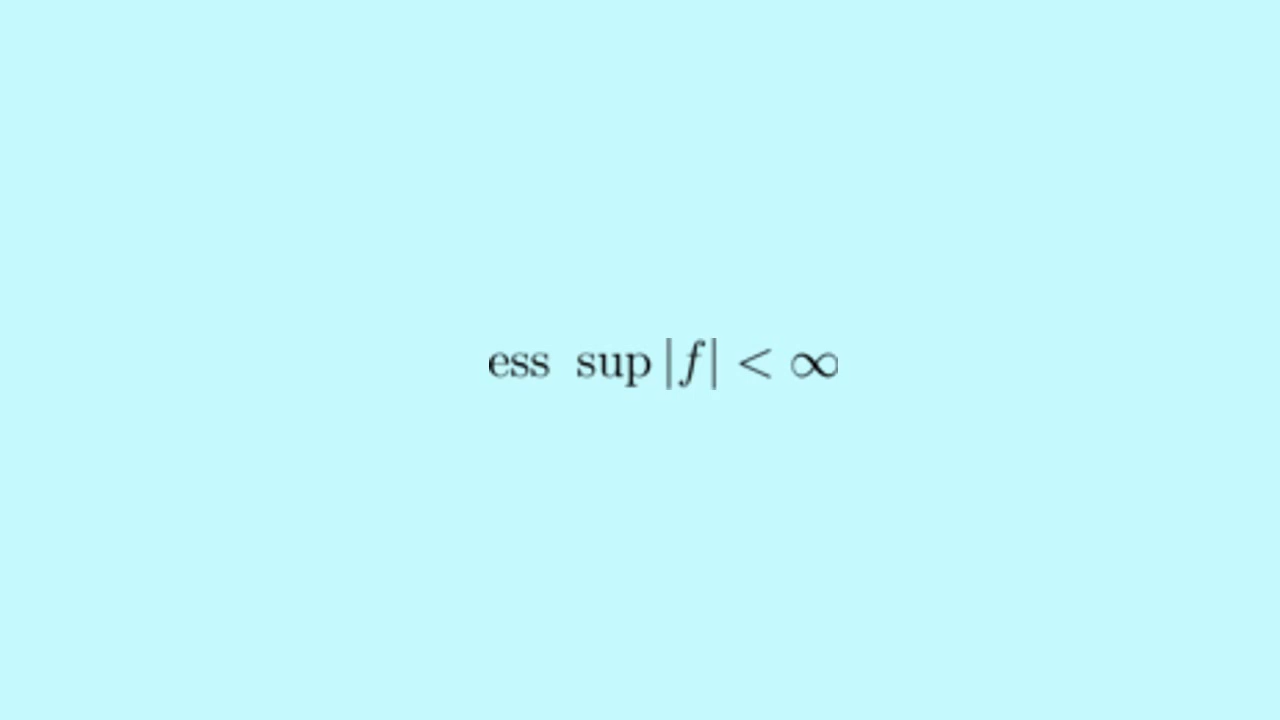 ess sup |f| < ∞